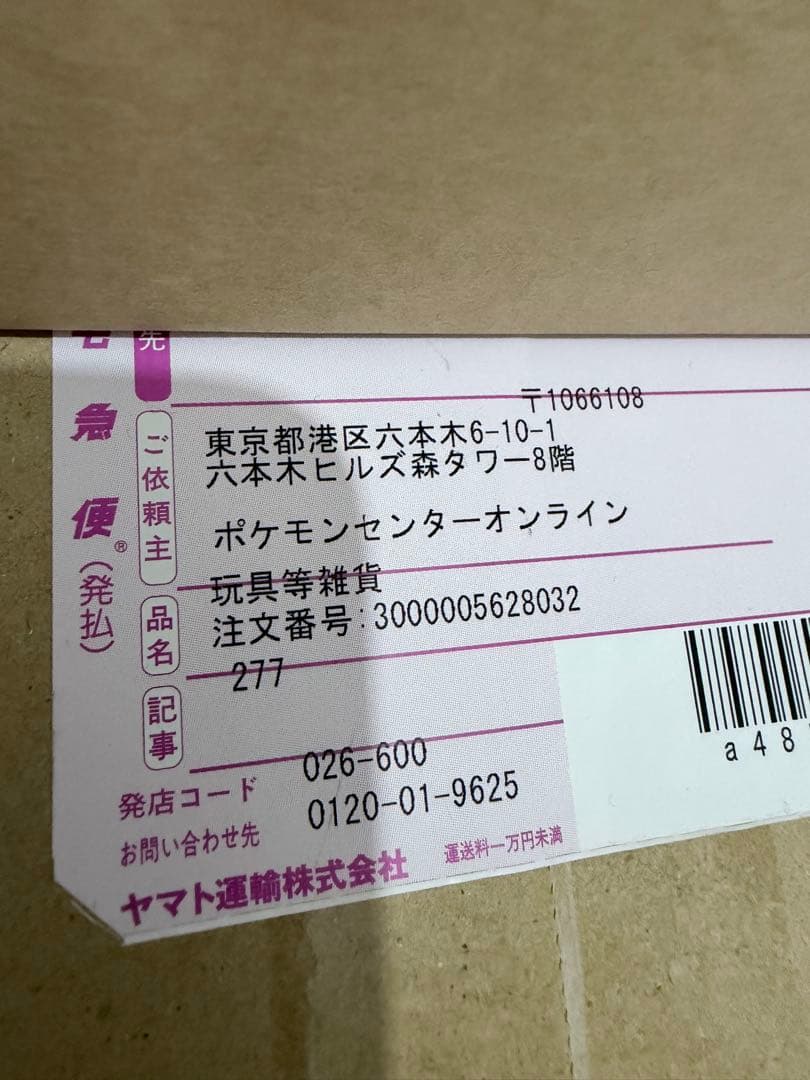 先
宅急便®(発払)
ご依頼主
〒1066108
東京都港区六本木6-10-1
六本木ヒルズ森タワー8階
ポケモンセンターオンライン
品名
玩具等雑貨
注文番号:3000005628032
277
記事
a48
発店コード 026-600
お問い合わせ先 0120-01-9625
ヤマト運輸株式会社 運送料一万円未満